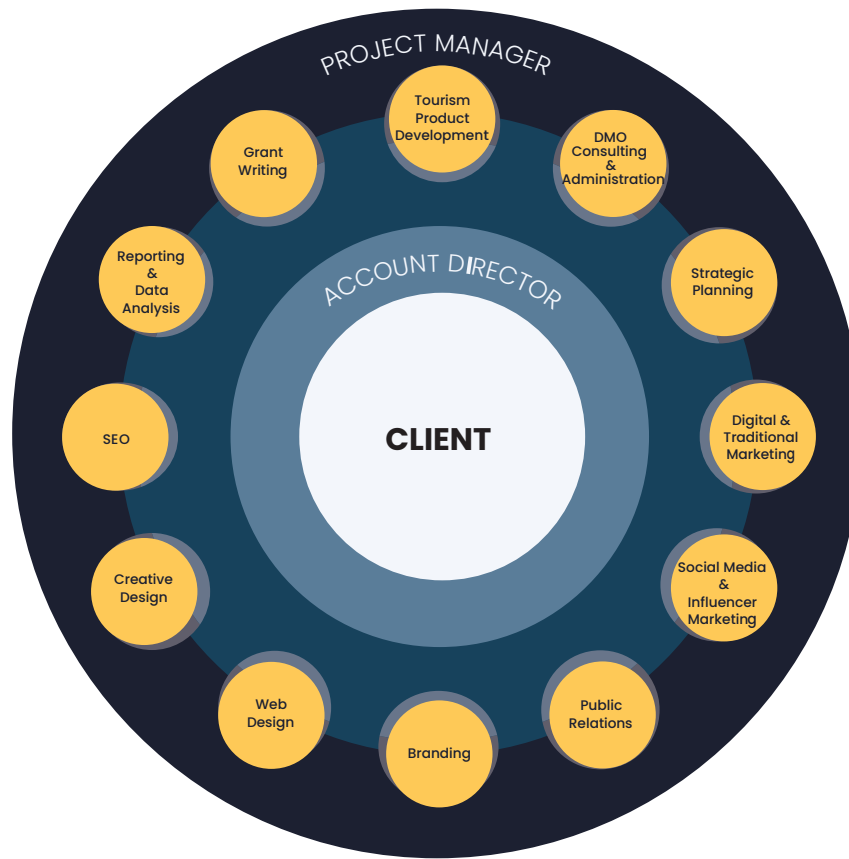 PROJECT MANAGER
Tourism
Product
Development
DMO
Consulting
&
Administration
Strategic
Planning
Digital &
Traditional
Marketing
Social Media
&
Influencer
Marketing
Public
Relations
Branding
Web
Design
Creative
Design
SEO
Reporting
&
Data
Analysis
Grant
Writing
ACCOUNT DIRECTOR
CLIENT